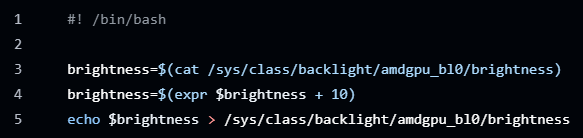 1 #! /bin/bash
2
3 brightness=$(cat /sys/class/backlight/amdgpu_bl0/brightness)
4 brightness=$(expr $brightness + 10)
5 echo $brightness > /sys/class/backlight/amdgpu_bl0/brightness